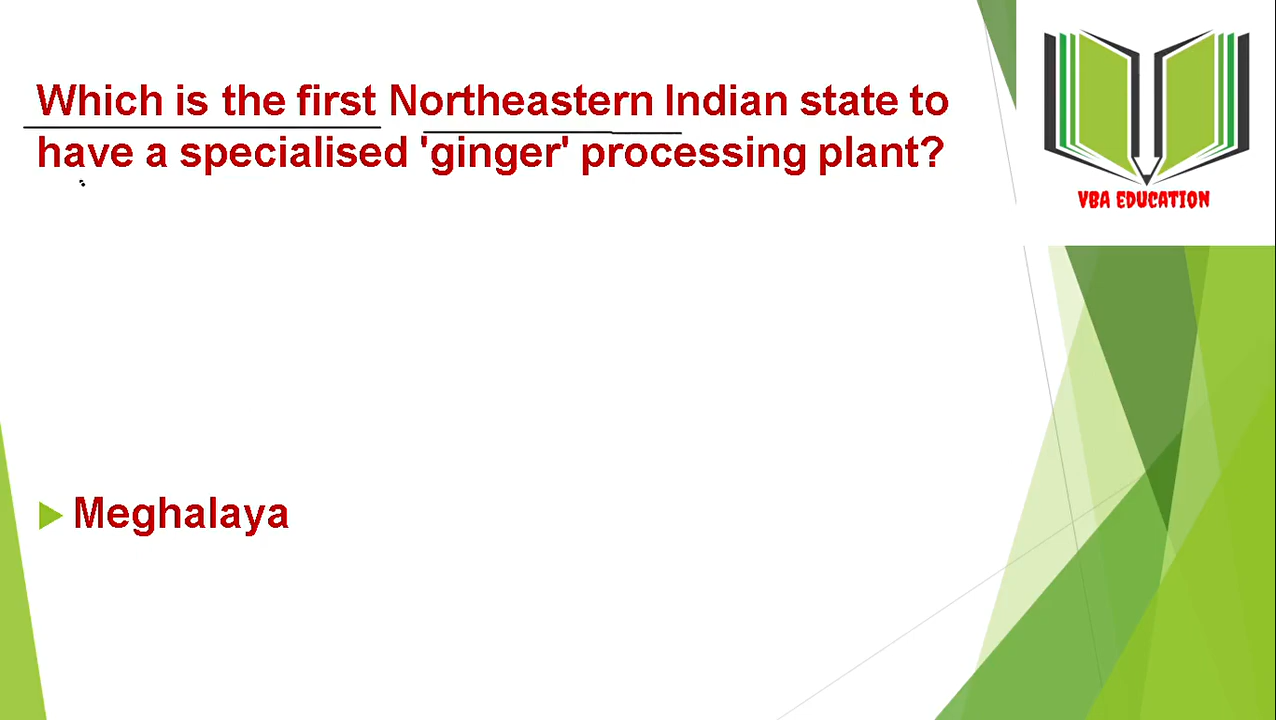 Which is the first Northeastern Indian state to
have a specialised 'ginger' processing plant?
VBA EDUCATION
Meghalaya